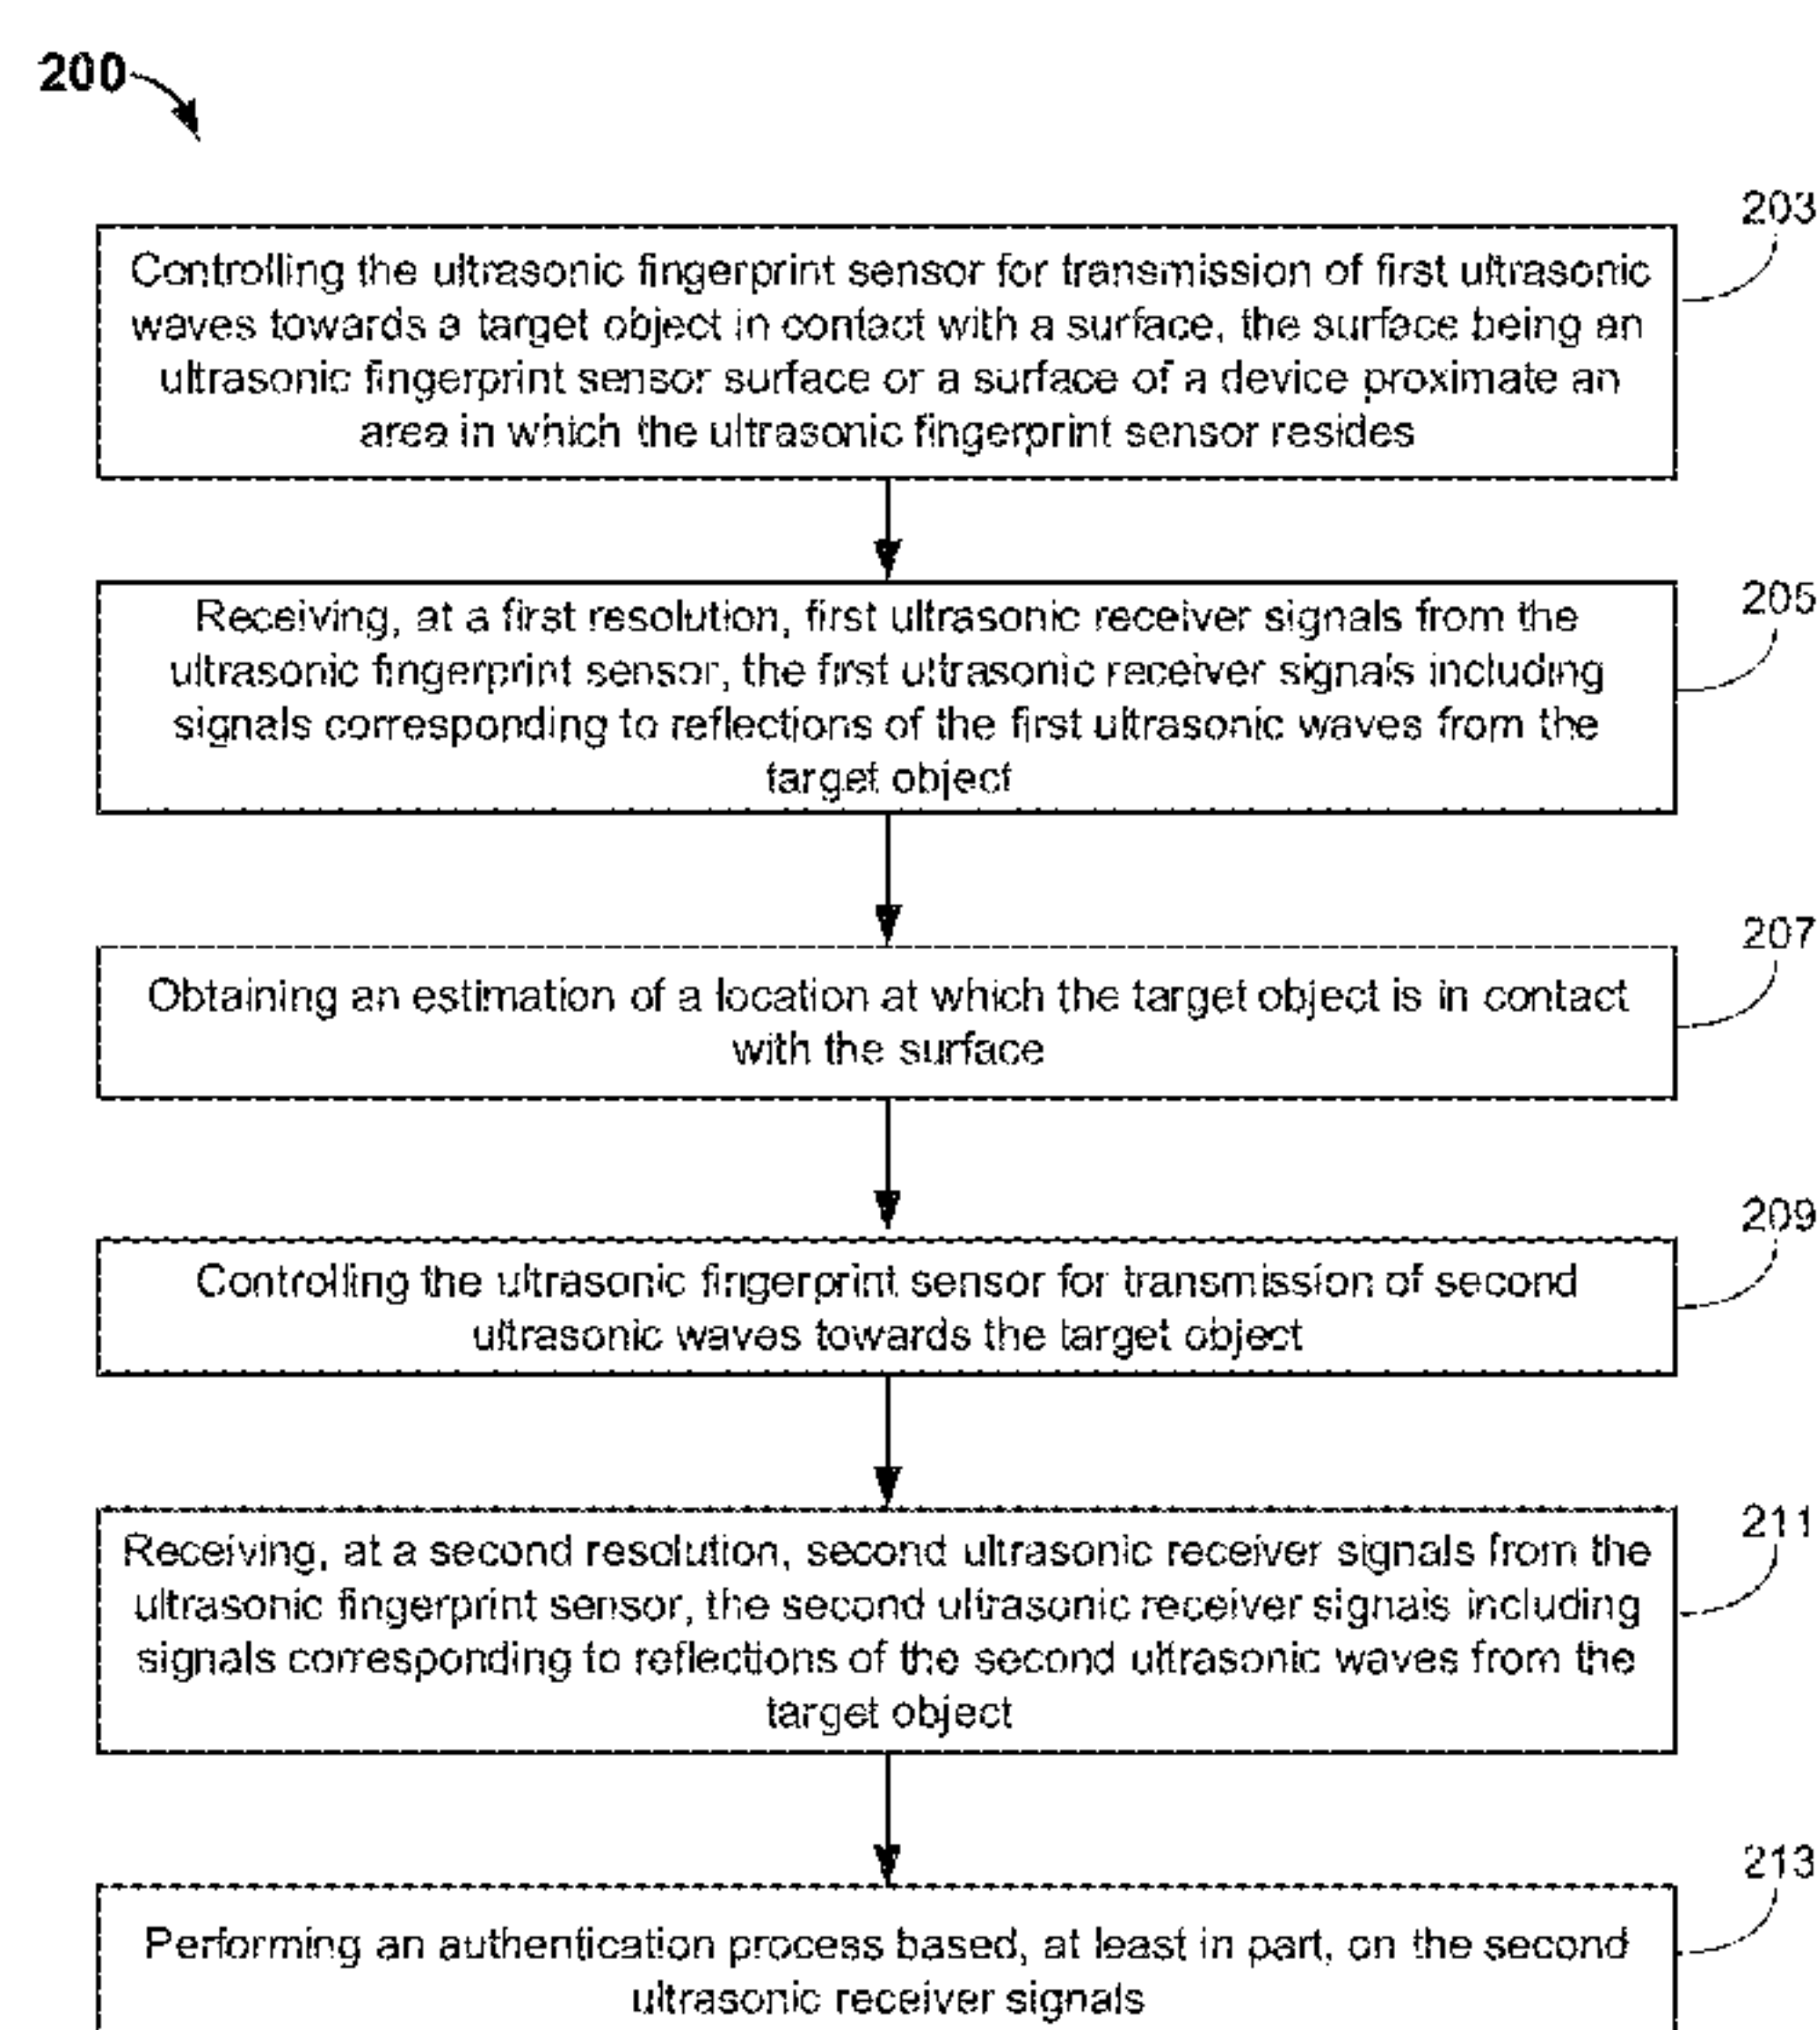 200
203
Controlling the ultrasonic fingerprint sensor for transmission of first ultrasonic
waves towards a target object in contact with a surface, the surface being an
ultrasonic fingerprint sensor surface or a surface of a device proximate an
area in which the ultrasonic fingerprint sensor resides
205
Receiving, at a first resolution, first ultrasonic receiver signals from the
ultrasonic fingerprint sensor, the first ultrasonic receiver signals including
signals corresponding to reflections of the first ultrasonic waves from the
target object
207
Obtaining an estimation of a location at which the target object is in contact
with the surface
209
Controlling the ultrasonic fingerprint sensor for transmission of second
ultrasonic waves towards the target object
211
Receiving, at a second resolution, second ultrasonic receiver signals from the
ultrasonic fingerprint sensor, the second ultrasonic receiver signals including
signals corresponding to reflections of the second ultrasonic waves from the
target object
213
Performing an authentication process based, at least in part, on the second
ultrasonic receiver signals